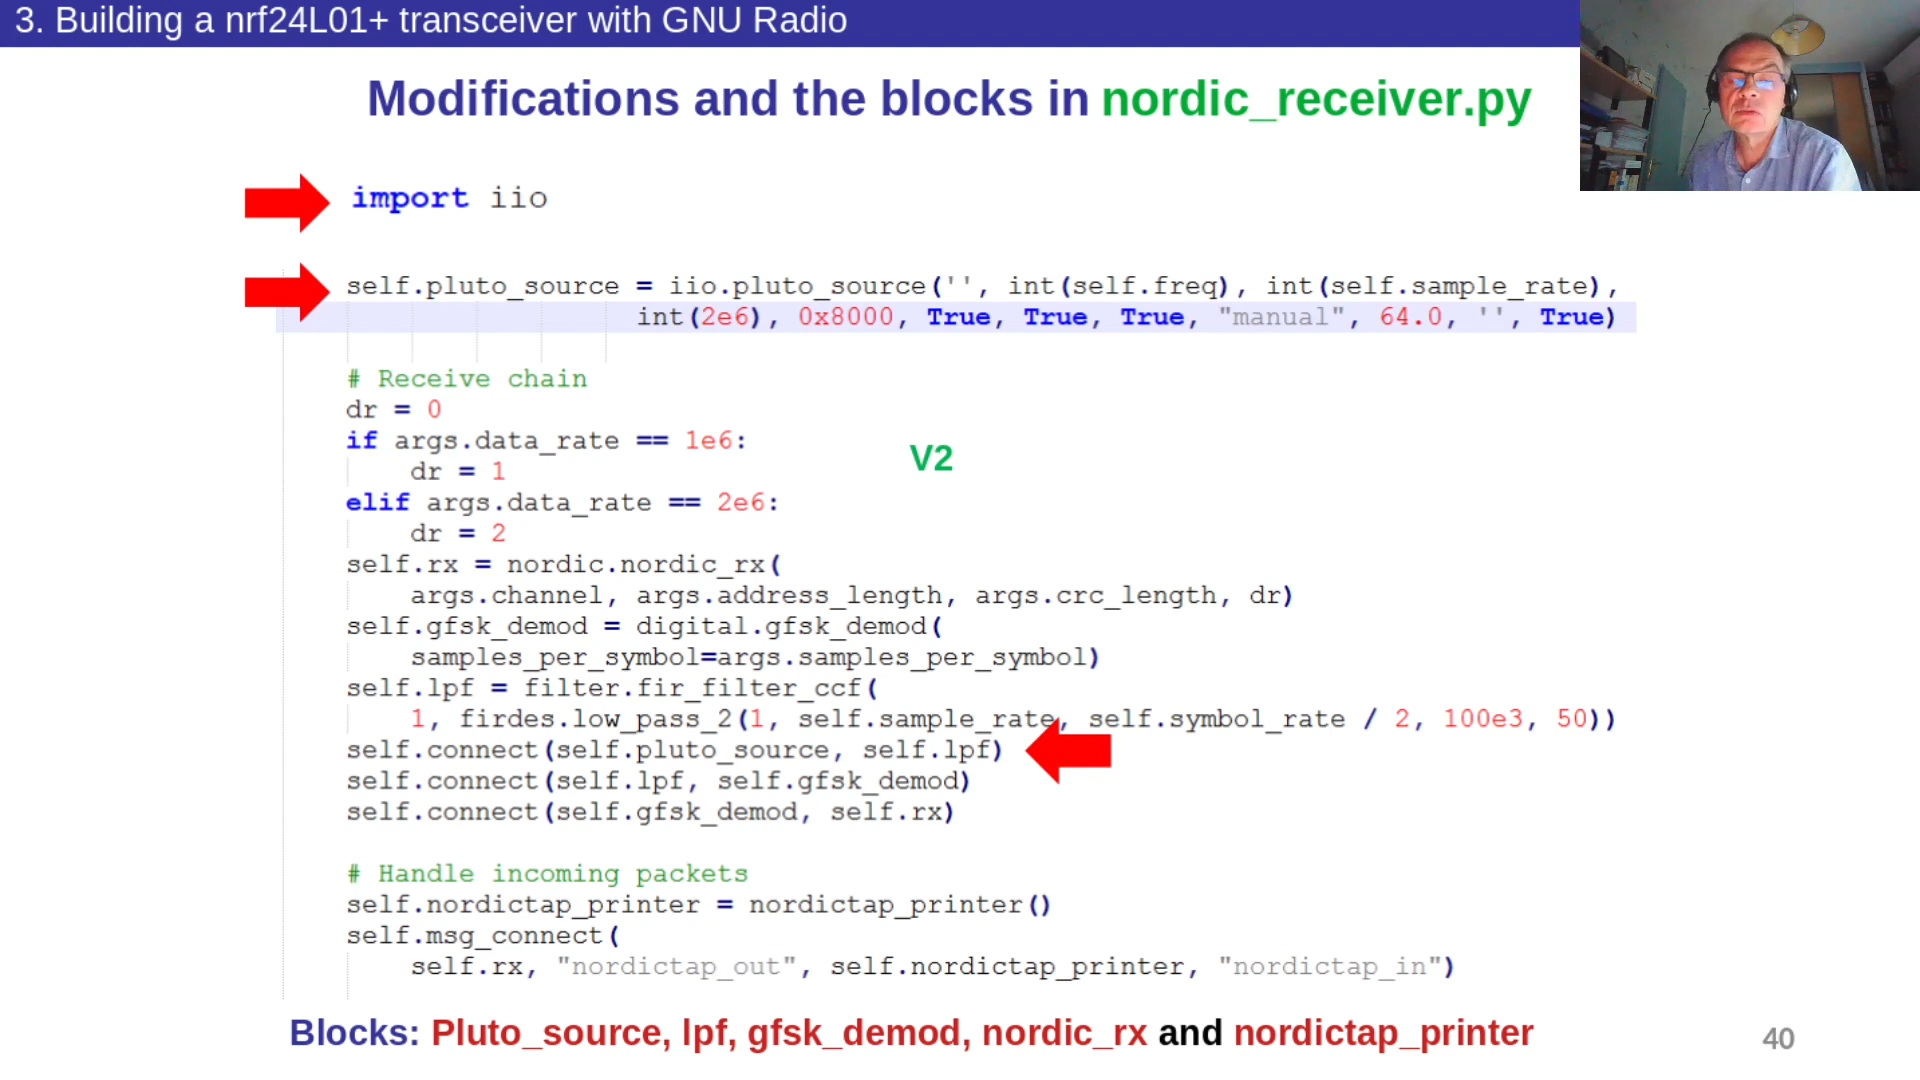 3. Building a nrf24L01+ transceiver with GNU Radio
Modifications and the blocks in nordic_receiver.py
import iio
self.pluto_source = iio.pluto_source('', int(self.freq), int(self.sample_rate),
int(2e6), 0x8000, True, True, True, "manual", 64.0, '', True)
# Receive chain
dr = 0
if args.data_rate == 1e6:
dr = 1
V2
elif args.data_rate == 2e6:
dr = 2
self.rx = nordic.nordic_rx(
args.channel, args.address_length, args.crc_length, dr)
self.gfsk_demod = digital.gfsk_demod(
samples_per_symbol=args.samples_per_symbol)
self.lpf = filter.fir_filter_ccf(
1, firdes.low_pass_2(1, self.sample_rate, self.symbol_rate / 2, 100e3, 50))
self.connect(self.pluto_source, self.lpf)
self.connect(self.lpf, self.gfsk_demod)
self.connect(self.gfsk_demod, self.rx)
# Handle incoming packets
self.nordictap_printer = nordictap_printer()
self.msg_connect(
self.rx, "nordictap_out", self.nordictap_printer, "nordictap_in")
Blocks: Pluto_source, lpf, gfsk_demod, nordic_rx and nordictap_printer
40